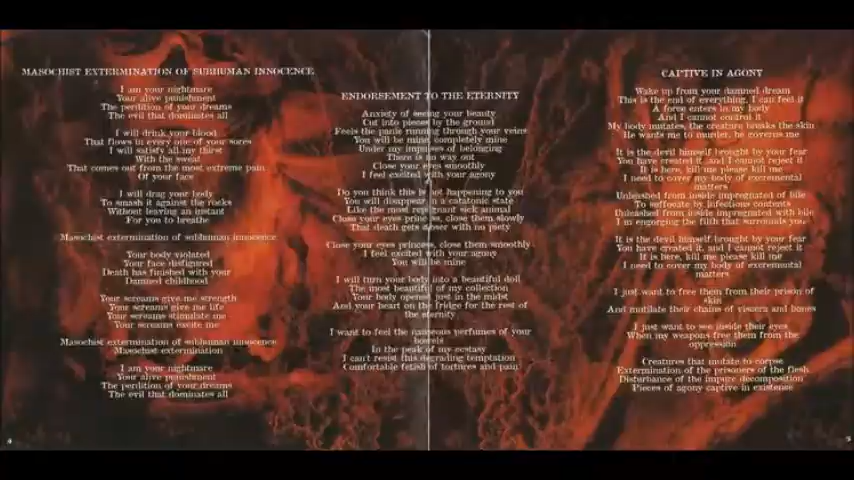 MASOCHIST EXTERMINATION OF SUBHUMAN INNOCENCE
I am your nightmare
Your alive punishment
The perdition of your dreams
The evil that dominates all
I will drink your blood
That flows in every one of your sores
I will satisfy all my thirst
With the sweat
That comes out from the most extreme pain
Of your face
I will drag your body
To smash it against the rocks
Without leaving an instant
For you to breathe
Masochist extermination of subhuman innocence
Your body violated
Your face disfigured
Death has finished with your
Damned childhood
Your screams give me strength
Your screams give me life
Your screams stimulate me
Your screams excite me
Masochist extermination of subhuman innocence
Masochist extermination
I am your nightmare
Your alive punishment
The perdition of your dreams
The evil that dominates all
4
ENDORSEMENT TO THE ETERNITY
Anxiety of seeing your beauty
Cut into pieces by the ground
Feels the panic running through your veins
You will be mine, completely mine
Under my impulses of belonging
There is no way out
Close your eyes smoothly
I feel excited with your agony
Do you think this is not happening to you
You will disappear in a catatonic state
Like the most repugnant sick animal
Close your eyes princess, close them slowly
That death gets closer with no piety
Close your eyes princess, close them smoothly
I feel excited with your agony
You will be mine
I will turn your body into a beautiful doll
The most beautiful of my collection
Your body opened just in the midst
And your heart on the fridge for the rest of
the eternity
I want to feel the nauseous perfumes of your
bowels
In the peak of my ecstasy
I can't resist this degrading temptation
Comfortable fetish of tortures and pain
CAPTIVE IN AGONY
Wake up from your damned dream
This is the end of everything, I can feel it
A force enters in my body
And I cannot control it
My body mutates, the creature breaks the skin
He wants me to murder, he governs me
It is the devil himself brought by your fear
You have created it, and I cannot reject it
It is here, kill me please kill me
I need to cover my body of excremental
matters
Unleashed from inside impregnated of bile
To suffocate by infectious contents
Unleashed from inside impregnated with bile
I'm engorging the filth that surrounds you
It is the devil himself brought by your fear
You have created it, and I cannot reject it
It is here, kill me please kill me
I need to cover my body of excremental
matters
I just want to free them from their prison of
skin
And mutilate their chains of viscera and bones
I just want to see inside their eyes
When my weapons free them from the
oppression
Creatures that mutate to corpse
Extermination of the prisoners of the flesh
Disturbance of the impure decomposition
Pieces of agony captive in existence